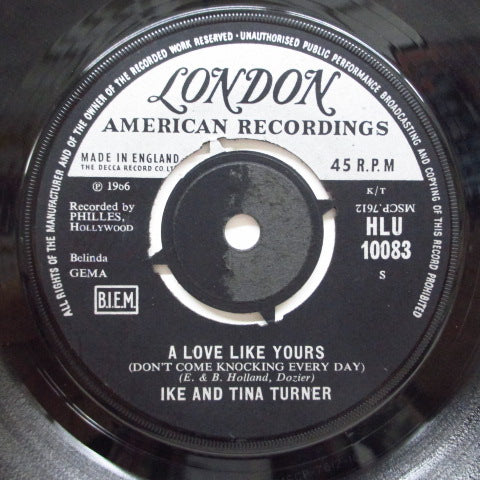 ALL RIGHTS OF THE MANUFACTURER AND OF THE OWNER OF THE RECORDED WORK RESERVED · UNAUTHORISED PUBLIC PERFORMANCE BROADCASTING AND COPYING OF THIS RECORD PROHIBITED
LONDON
AMERICAN RECORDINGS
MADE IN ENGLAND
THE DECCA RECORD CO LTD
45 R.P.M
℗ 1966
K/T
Recorded by
PHILLES,
HOLLYWOOD
MSCP.7612
HLU
10083
Belinda
GEMA
S
B.I.E.M.
A LOVE LIKE YOURS
(DON'T COME KNOCKING EVERY DAY)
(E. & B. Holland, Dozier)
IKE AND TINA TURNER